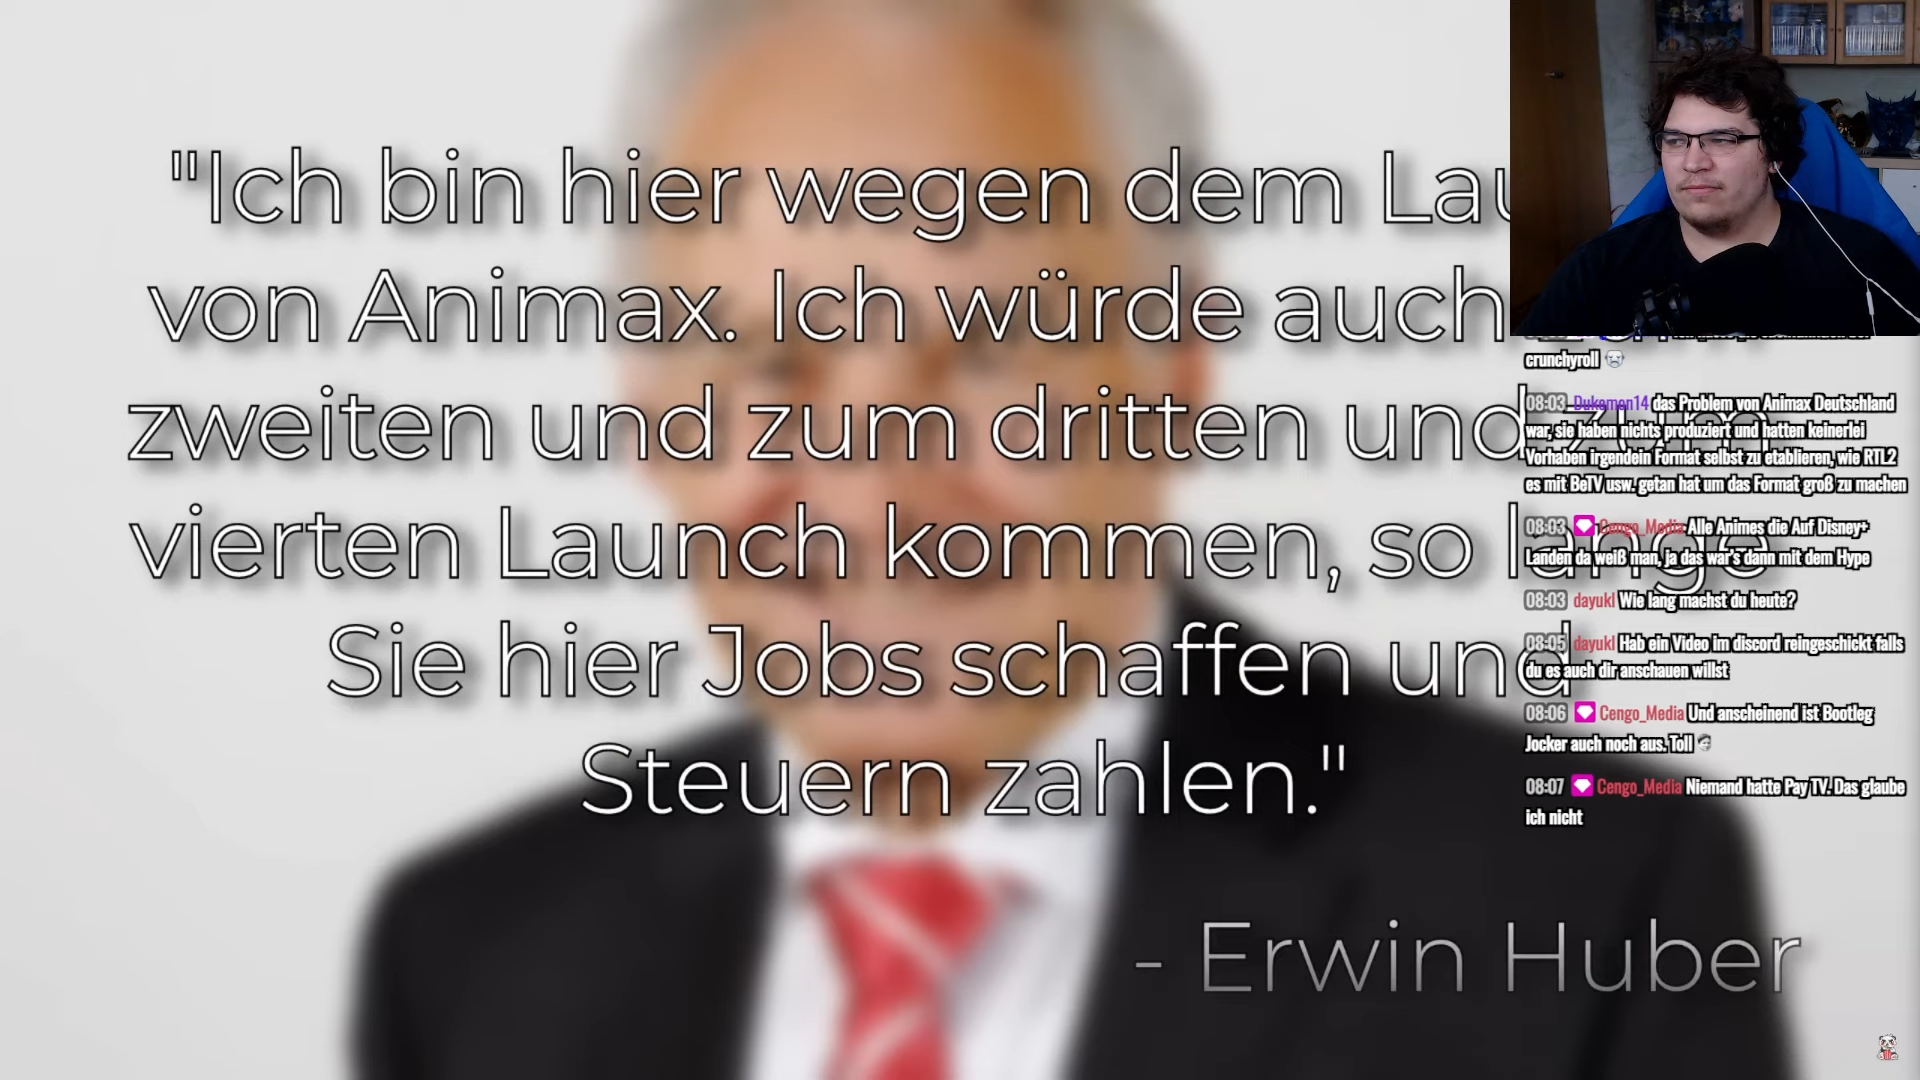 "Ich bin hier wegen dem Lau
von Animax. Ich würde auch
zweiten und zum dritten und zum
vierten Launch kommen, so lange
Sie hier Jobs schaffen und
Steuern zahlen."
- Erwin Huber
crunchyroll
08:03 Dukemon14 das Problem von Animax Deutschland
war, sie haben nichts produziert und hatten keinerlei
Vorhaben irgendein Format selbst zu etablieren, wie RTL2
es mit BeTV usw. getan hat um das Format groß zu machen
08:03 Cengo_Media Alle Animes die Auf Disney+
Landen da weiß man, ja das war's dann mit dem Hype
08:03 dayukl Wie lang machst du heute?
08:05 dayukl Hab ein Video im discord reingeschickt falls
du es auch dir anschauen willst
08:06 Cengo_Media Und anscheinend ist Bootleg
Jocker auch noch aus. Toll
08:07 Cengo_Media Niemand hatte Pay TV. Das glaube
ich nicht